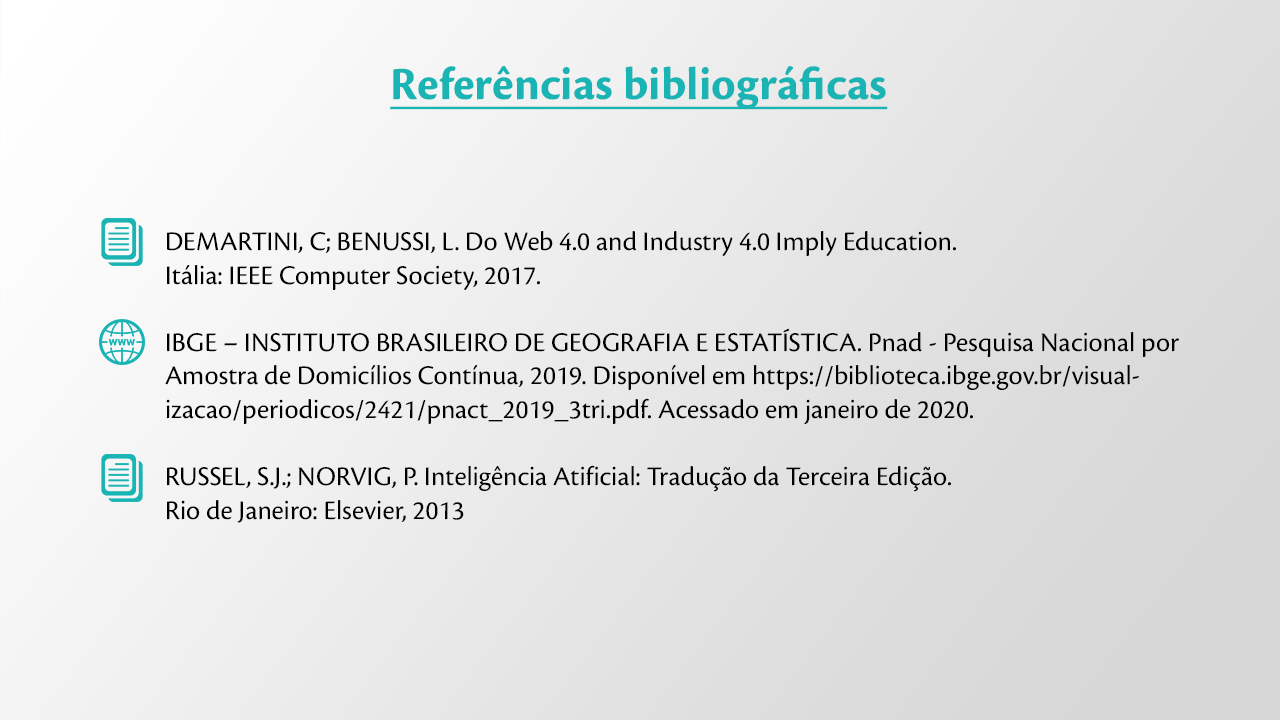 Referências bibliográficas
DEMARTINI, C; BENUSSI, L. Do Web 4.0 and Industry 4.0 Imply Education.
Itália: IEEE Computer Society, 2017.
www
IBGE – INSTITUTO BRASILEIRO DE GEOGRAFIA E ESTATÍSTICA. Pnad - Pesquisa Nacional por
Amostra de Domicílios Contínua, 2019. Disponível em https://biblioteca.ibge.gov.br/visual-
izacao/periodicos/2421/pnact_2019_3tri.pdf. Acessado em janeiro de 2020.
RUSSEL, S.J.; NORVIG, P. Inteligência Atificial: Tradução da Terceira Edição.
Rio de Janeiro: Elsevier, 2013